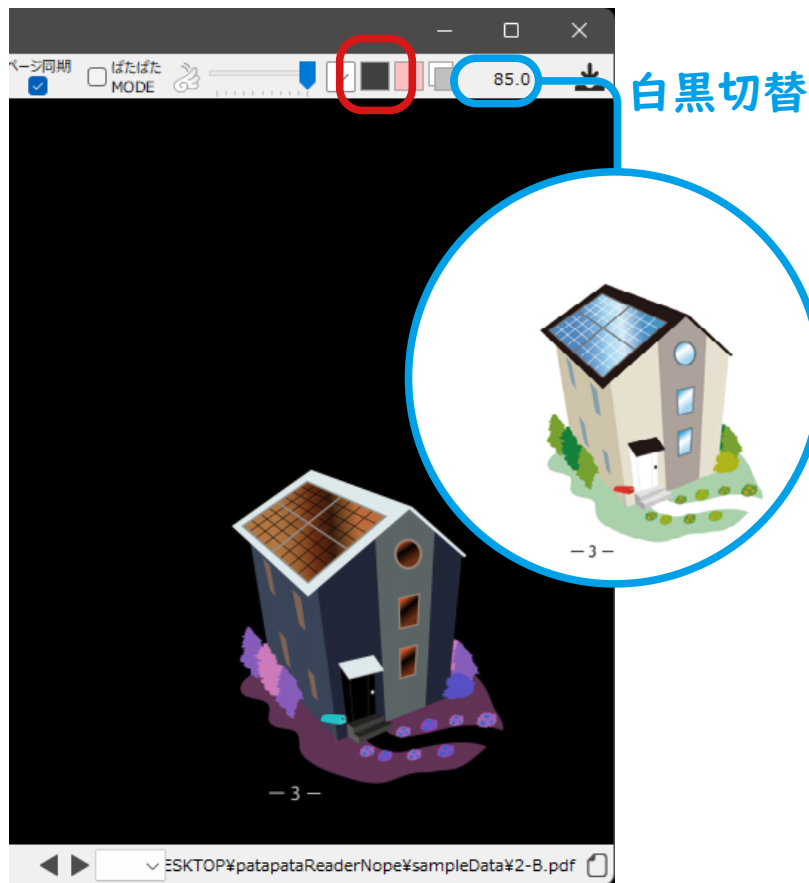 ページ同期
ぱたぱた
MODE
85.0
白黒切替
— 3 —
— 3 —
ESKTOP¥patapataReaderNope¥sampleData¥2-B.pdf